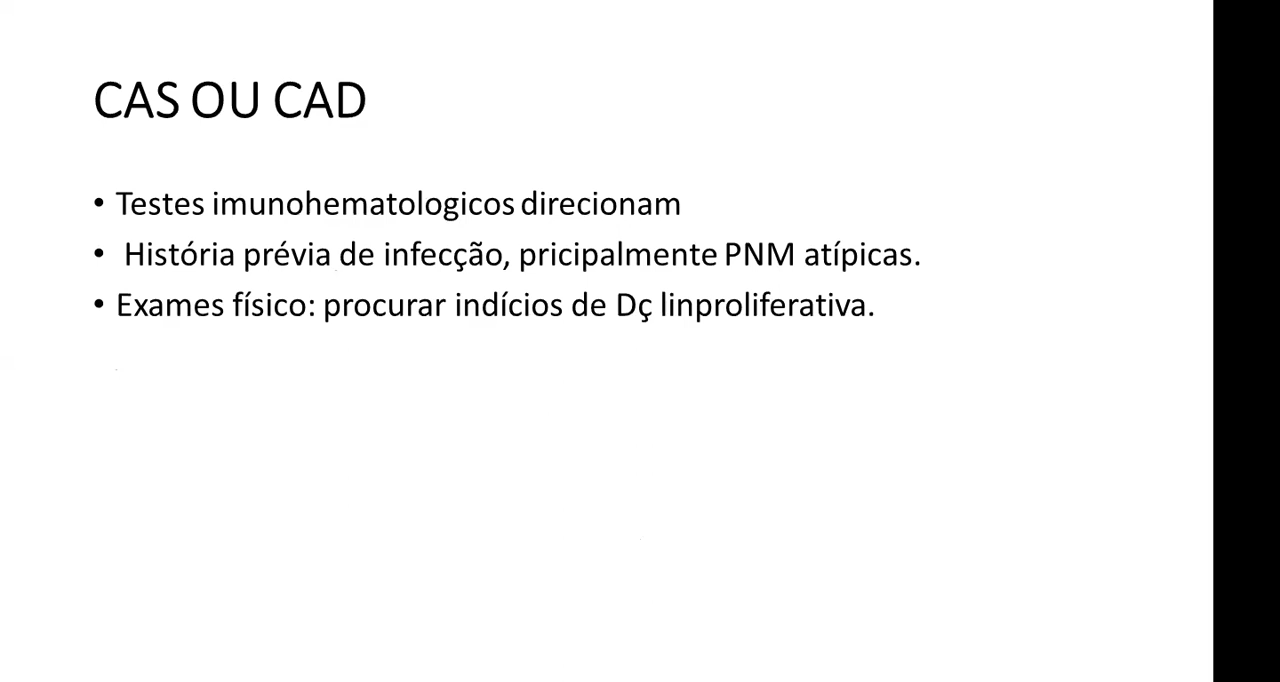 CAS OU CAD
• Testes imunohematologicos direcionam
• História prévia de infecção, pricipalmente PNM atípicas.
• Exames físico: procurar indícios de Dç linproliferativa.